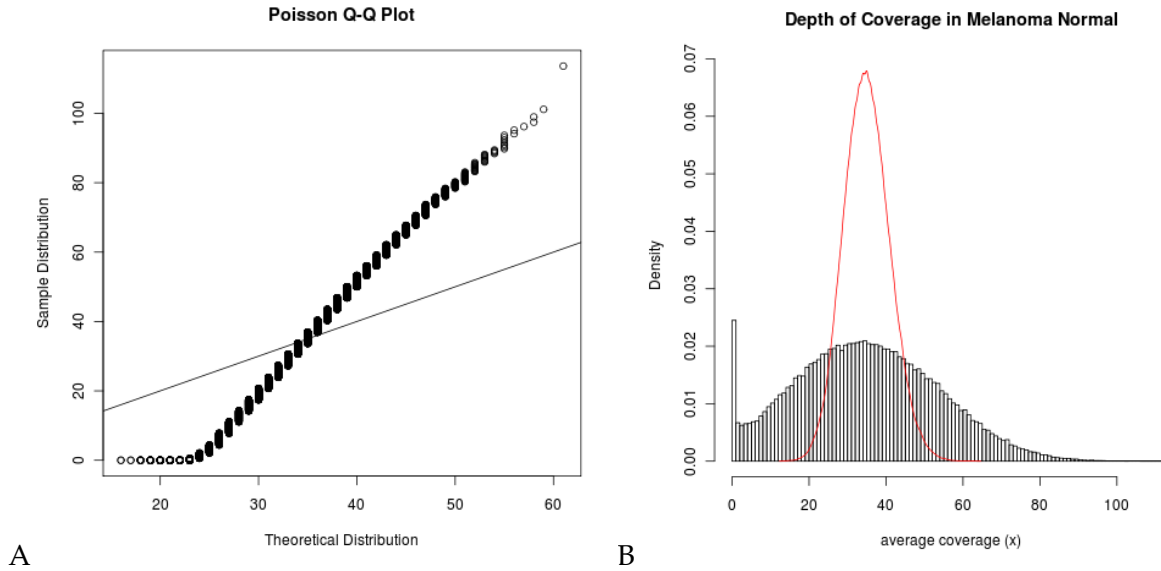 Poisson Q-Q Plot
Sample Distribution
0 20 40 60 80 100
20 30 40 50 60
Theoretical Distribution
A
Depth of Coverage in Melanoma Normal
Density
0.00 0.01 0.02 0.03 0.04 0.05 0.06 0.07
0 20 40 60 80 100
average coverage (x)
B